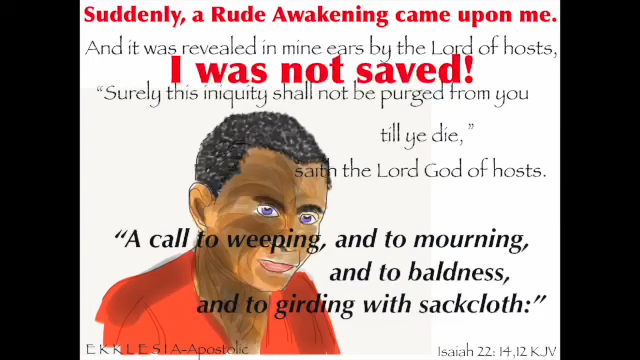 Suddenly, a Rude Awakening came upon me.
And it was revealed in mine ears by the Lord of hosts,
I was not saved!
“Surely this iniquity shall not be purged from you
till ye die,”
saith the Lord God of hosts.
“A call to weeping, and to mourning,
and to baldness,
and to girding with sackcloth:”
E K K L E S I A-Apostolic
Isaiah 22: 14,12 KJV